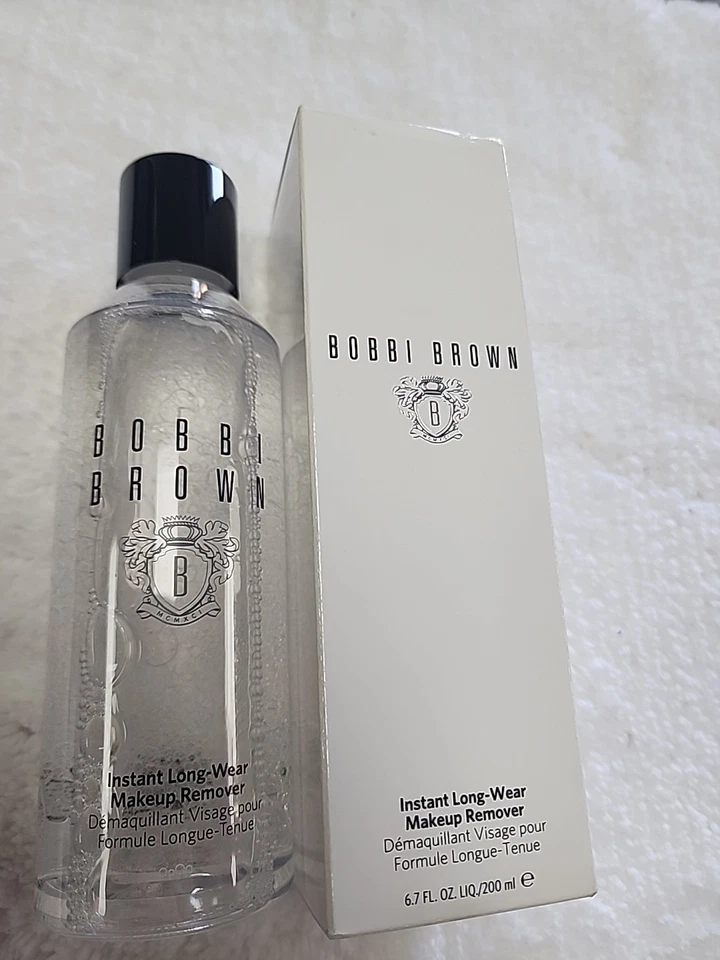 BOBBI
BROWN
B
MCMXCI
Instant Long-Wear
Makeup Remover
Démaquillant Visage pour
Formule Longue-Tenue
BOBBI BROWN
B
Instant Long-Wear
Makeup Remover
Démaquillant Visage pour
Formule Longue-Tenue
6.7 FL. OZ. LIQ./200 ml ℮